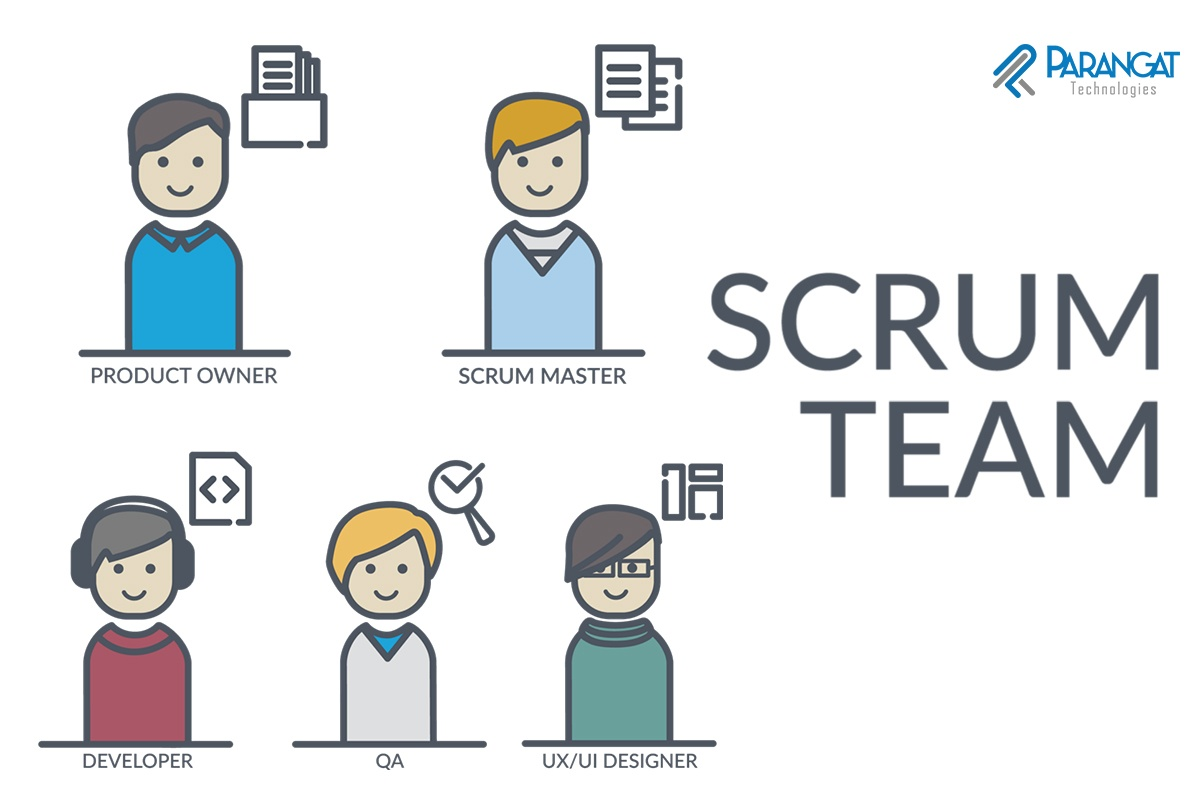 PARANGAT
Technologies
PRODUCT OWNER
SCRUM MASTER
SCRUM
TEAM
DEVELOPER
QA
UX/UI DESIGNER